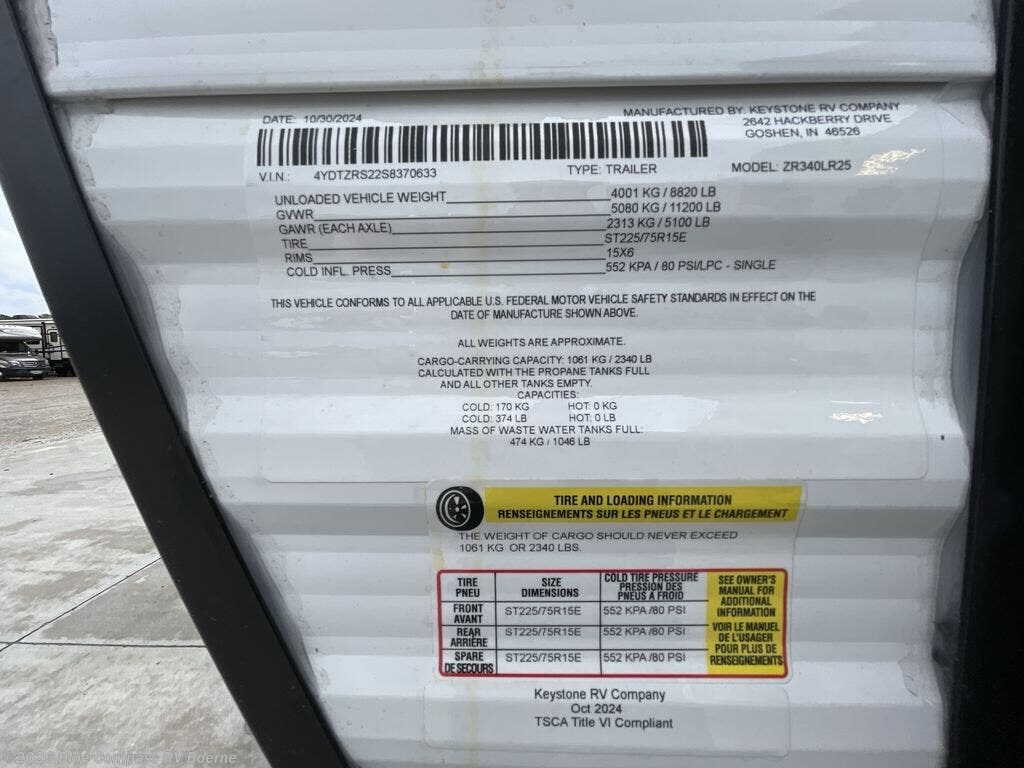 DATE: 10/30/2024
MANUFACTURED BY: KEYSTONE RV COMPANY
2642 HACKBERRY DRIVE
GOSHEN, IN 46526
V.I.N.: 4YDTZRS22S8370633 TYPE: TRAILER MODEL: ZR340LR25
UNLOADED VEHICLE WEIGHT 4001 KG / 8820 LB
GVWR 5080 KG / 11200 LB
GAWR (EACH AXLE) 2313 KG / 5100 LB
TIRE ST225/75R15E
RIMS 15X6
COLD INFL. PRESS 552 KPA / 80 PSI/LPC - SINGLE
THIS VEHICLE CONFORMS TO ALL APPLICABLE U.S. FEDERAL MOTOR VEHICLE SAFETY STANDARDS IN EFFECT ON THE
DATE OF MANUFACTURE SHOWN ABOVE.
ALL WEIGHTS ARE APPROXIMATE.
CARGO-CARRYING CAPACITY: 1061 KG / 2340 LB
CALCULATED WITH THE PROPANE TANKS FULL
AND ALL OTHER TANKS EMPTY.
CAPACITIES:
COLD: 170 KG HOT: 0 KG
COLD: 374 LB HOT: 0 LB
MASS OF WASTE WATER TANKS FULL:
474 KG / 1046 LB
TIRE AND LOADING INFORMATION
RENSEIGNEMENTS SUR LES PNEUS ET LE CHARGEMENT
THE WEIGHT OF CARGO SHOULD NEVER EXCEED
1061 KG OR 2340 LBS.
TIRE
PNEU
SIZE
DIMENSIONS
COLD TIRE PRESSURE
PRESSION DES
PNEUS A FROID
FRONT
AVANT
ST225/75R15E
552 KPA /80 PSI
REAR
ARRIÈRE
ST225/75R15E
552 KPA /80 PSI
SPARE
DE SECOURS
ST225/75R15E
552 KPA /80 PSI
SEE OWNER'S
MANUAL FOR
ADDITIONAL
INFORMATION
VOIR LE MANUEL
DE L'USAGER
POUR PLUS DE
RENSEIGNEMENTS
Keystone RV Company
Oct 2024
TSCA Title VI Compliant
©2026 Blue Compass RV Boerne